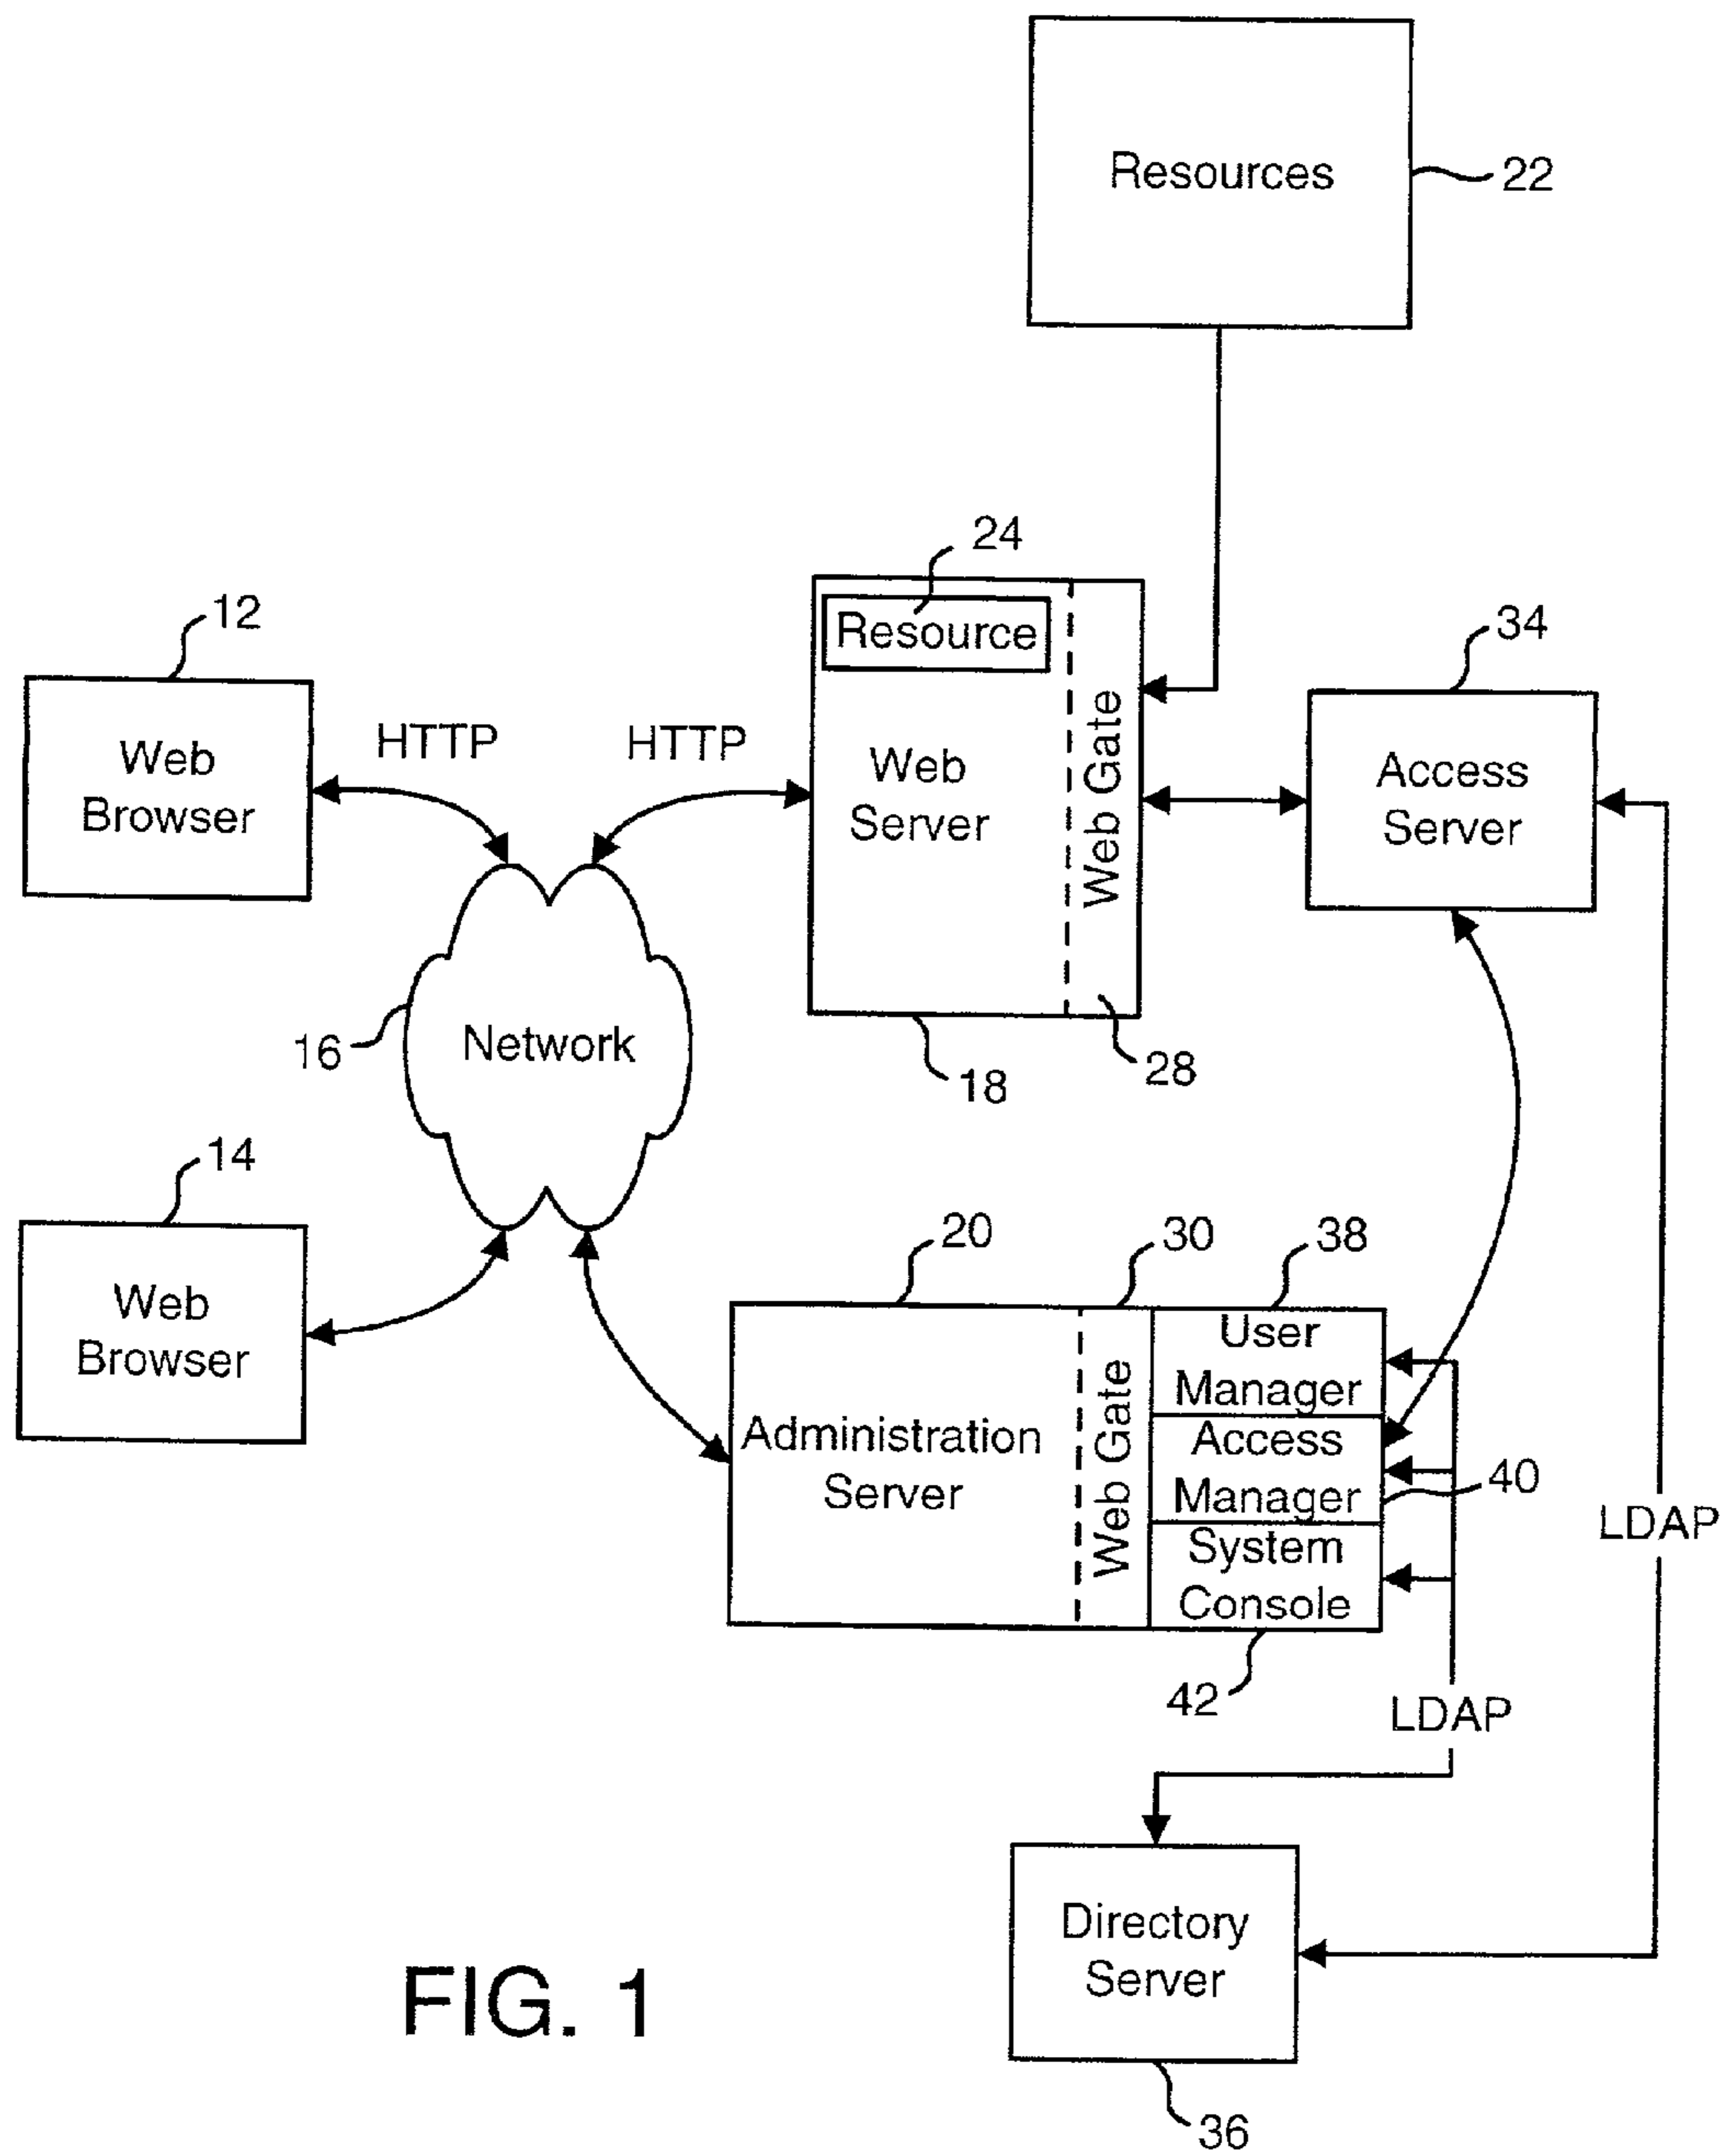 Resources
22
24
Resource
12
34
HTTP
HTTP
Web
Browser
Web
Server
Web Gate
Access
Server
16
Network
18
28
14
20
30
38
Web
Browser
Administration
Server
Web Gate
User
Manager
Access
Manager
40
System
Console
LDAP
42
LDAP
Directory
Server
FIG. 1
36